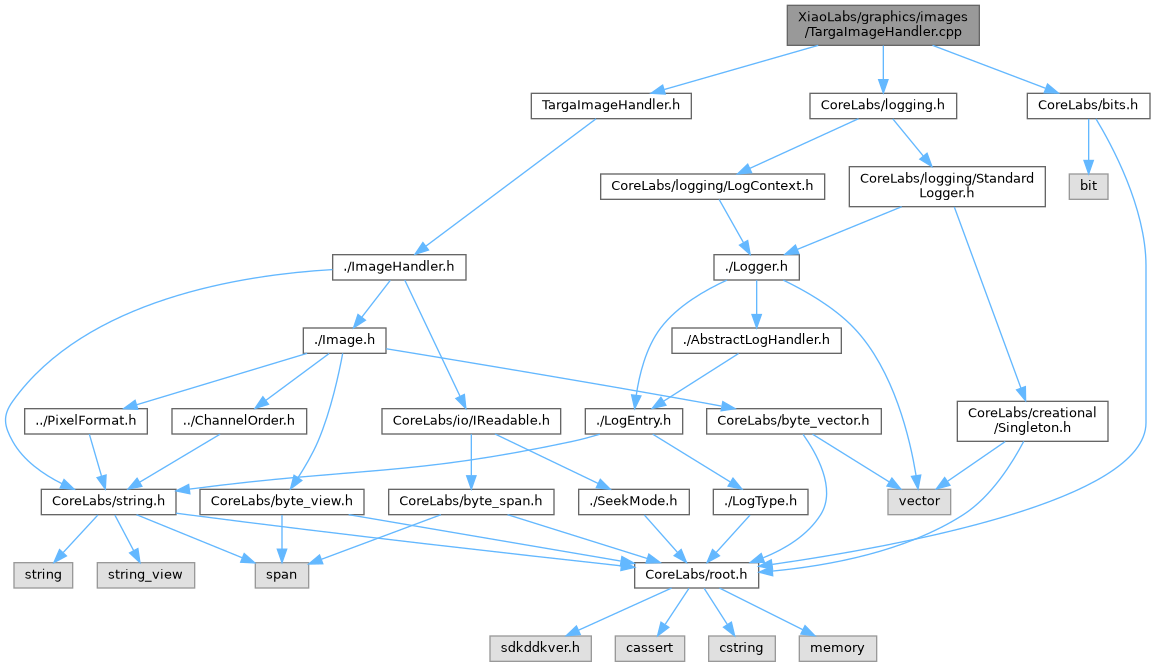 XiaoLabs/graphics/images
/TargaImageHandler.cpp
TargaImageHandler.h
CoreLabs/logging.h
CoreLabs/bits.h
CoreLabs/logging/LogContext.h
CoreLabs/logging/Standard
Logger.h
bit
./ImageHandler.h
./Logger.h
./Image.h
./AbstractLogHandler.h
../PixelFormat.h
../ChannelOrder.h
CoreLabs/io/IReadable.h
./LogEntry.h
CoreLabs/byte_vector.h
CoreLabs/creational
/Singleton.h
CoreLabs/string.h
CoreLabs/byte_view.h
CoreLabs/byte_span.h
./SeekMode.h
./LogType.h
vector
string
string_view
span
CoreLabs/root.h
sdkddkver.h
cassert
cstring
memory